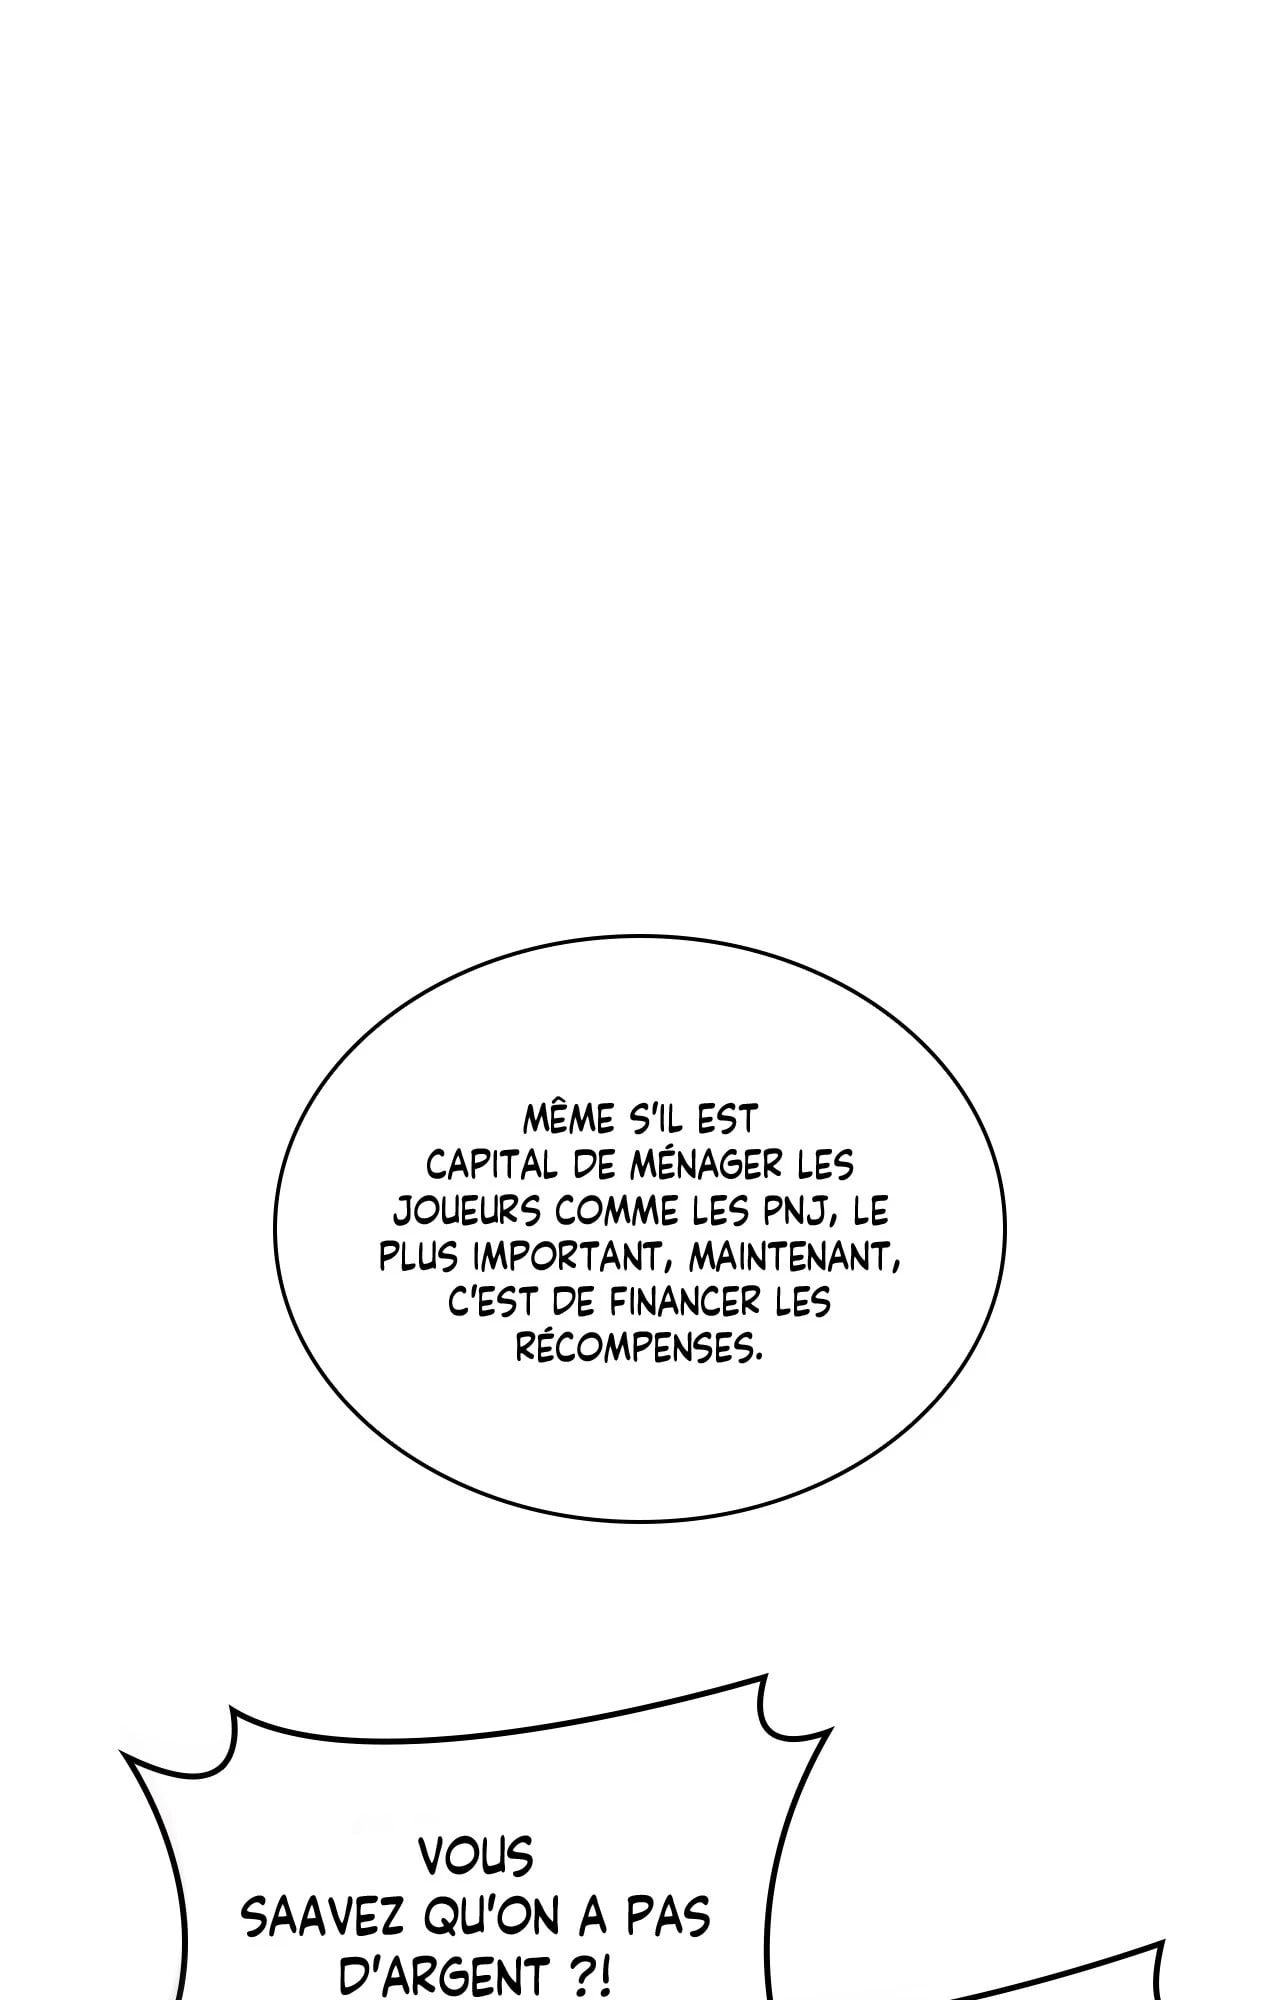 MÊME S'IL EST
CAPITAL DE MÉNAGER LES
JOUEURS COMME LES PNJ, LE
PLUS IMPORTANT, MAINTENANT,
C'EST DE FINANCER LES
RÉCOMPENSES.
VOUS
SAAVEZ QU'ON A PAS
D'ARGENT ?!